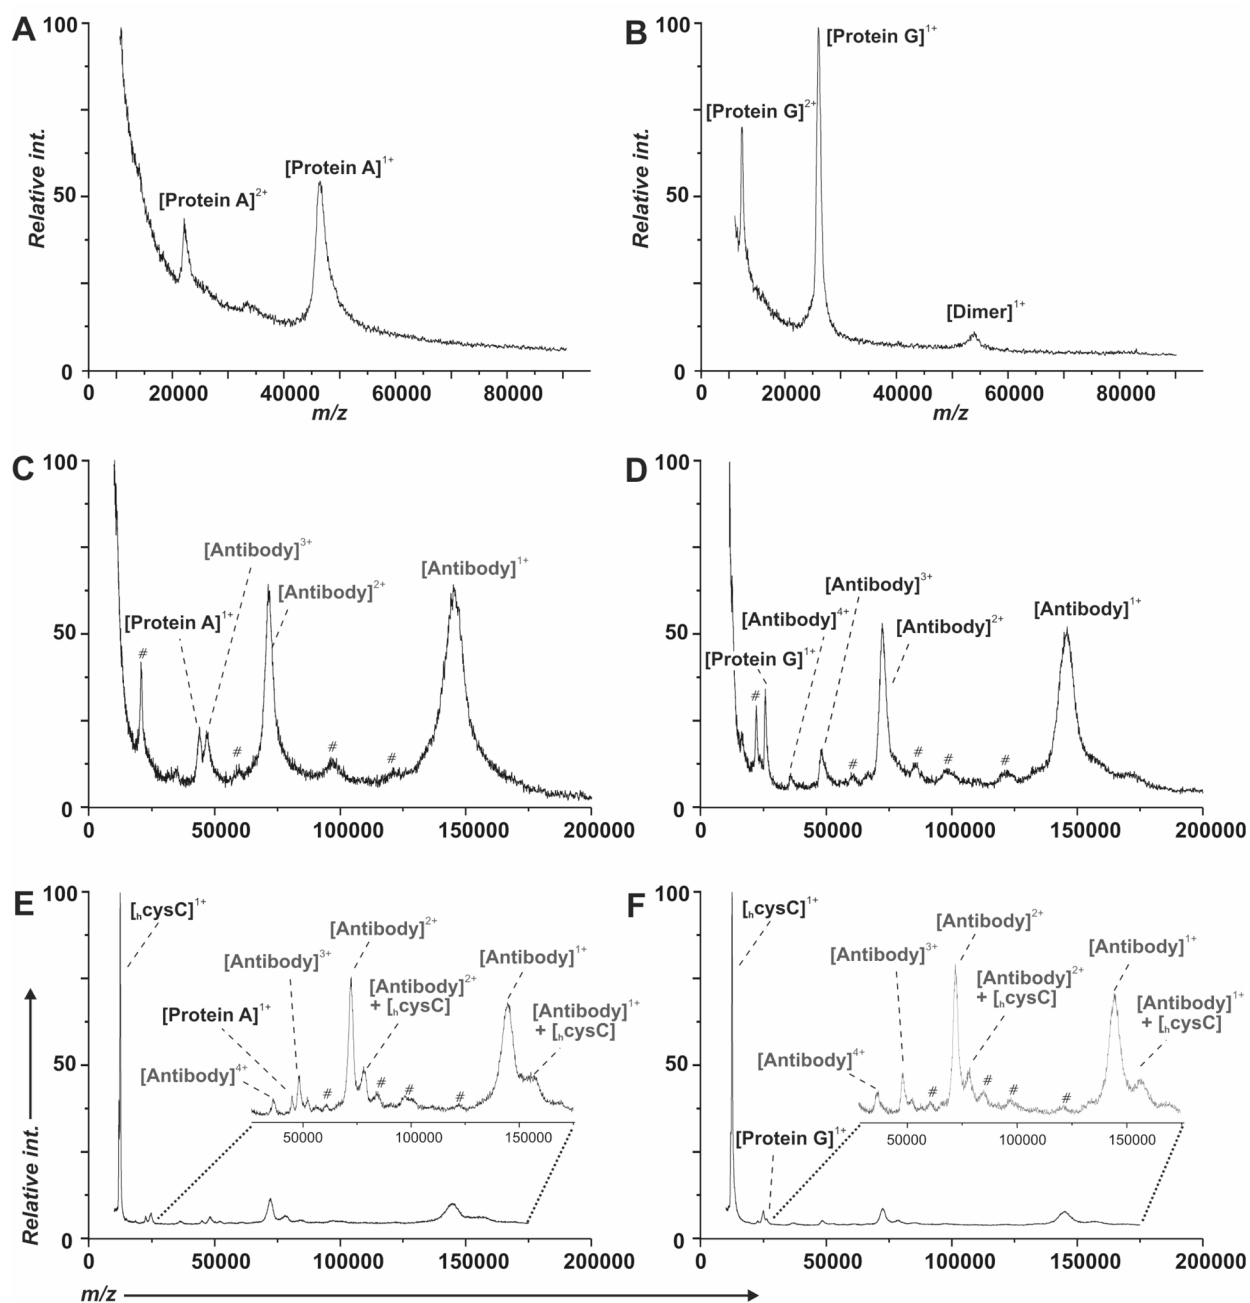 A
100
50
0
Relative int.
[Protein A]2+
[Protein A]1+
0
20000
40000
60000
80000
m/z
B
100
50
0
Relative int.
[Protein G]2+
[Protein G]1+
[Dimer]1+
0
20000
40000
60000
80000
m/z
C
100
50
0
[Antibody]3+
[Antibody]2+
[Antibody]1+
[Protein A]1+
#
#
#
#
0
50000
100000
150000
200000
D
100
50
0
[Antibody]3+
[Antibody]4+
[Antibody]2+
[Antibody]1+
[Protein G]1+
#
#
#
#
#
0
50000
100000
150000
200000
E
100
50
0
Relative int.
[hcysC]1+
[Antibody]2+
[Antibody]3+
[Antibody]1+
[Antibody]2+
+ [hcysC]
[Antibody]1+
+ [hcysC]
[Protein A]1+
[Antibody]4+
#
#
#
#
50000
100000
150000
0
50000
100000
150000
200000
F
100
50
0
[hcysC]1+
[Antibody]2+
[Antibody]3+
[Antibody]1+
[Antibody]2+
+ [hcysC]
[Antibody]1+
+ [hcysC]
[Antibody]4+
#
#
#
#
50000
100000
150000
[Protein G]1+
0
50000
100000
150000
200000
m/z